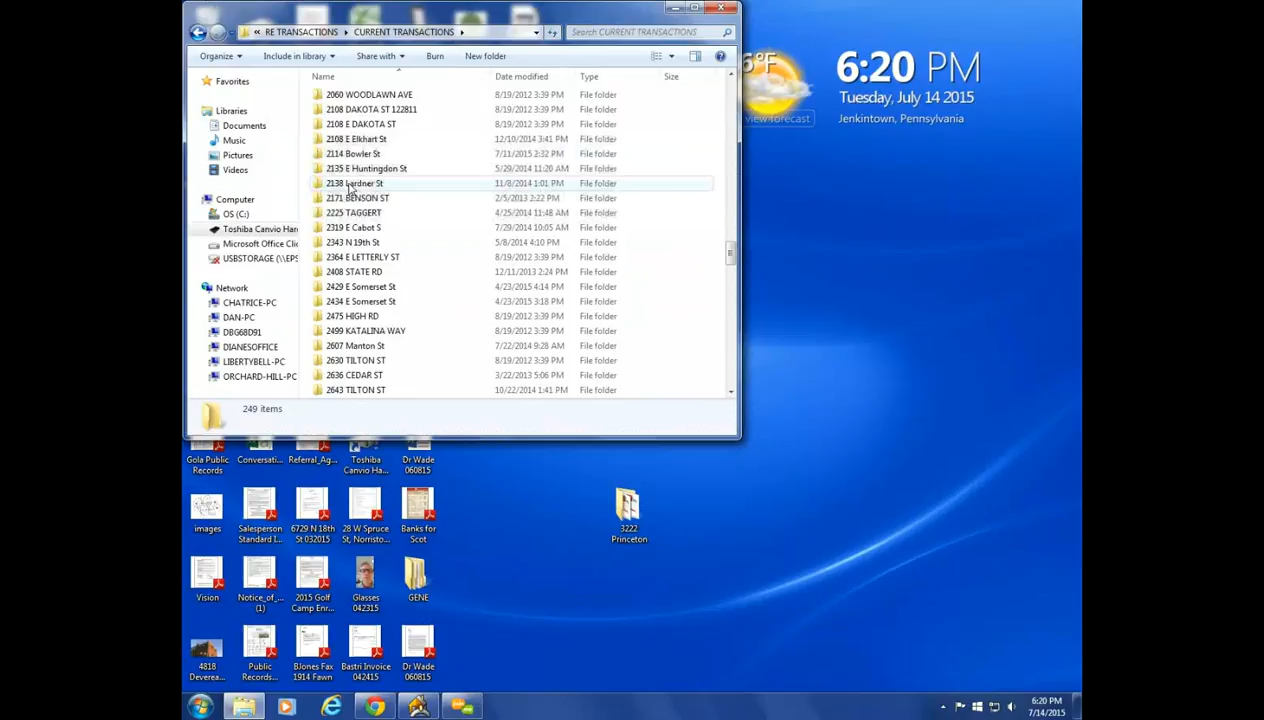 RE TRANSACTIONS CURRENT TRANSACTIONS
Search CURRENT TRANSACTIONS
Organize Include in library Share with Burn New folder
Name Date modified Type Size
Favorites
Libraries
Documents
Music
Pictures
Videos
Computer
OS (C:)
Toshiba Canvio Har
Microsoft Office Clic
USBSTORAGE (\\EPS
Network
CHATRICE-PC
DAN-PC
DBG68D91
DIANESOFFICE
LIBERTYBELL-PC
ORCHARD-HILL-PC
2060 WOODLAWN AVE 8/19/2012 3:39 PM File folder
2108 DAKOTA ST 122811 8/19/2012 3:39 PM File folder
2108 E DAKOTA ST 8/19/2012 3:39 PM File folder
2108 E Elkhart St 12/10/2014 3:41 PM File folder
2114 Bowler St 7/11/2015 2:32 PM File folder
2135 E Huntingdon St 5/29/2014 11:20 AM File folder
2138 Lardner St 11/8/2014 1:01 PM File folder
2171 BENSON ST 2/5/2013 2:22 PM File folder
2225 TAGGERT 4/25/2014 11:48 AM File folder
2319 E Cabot S 7/29/2014 10:05 AM File folder
2343 N 19th St 5/8/2014 4:10 PM File folder
2364 E LETTERLY ST 8/19/2012 3:39 PM File folder
2408 STATE RD 12/11/2013 2:24 PM File folder
2429 E Somerset St 4/23/2015 4:14 PM File folder
2434 E Somerset St 4/23/2015 3:18 PM File folder
2475 HIGH RD 8/19/2012 3:39 PM File folder
2499 KATALINA WAY 8/19/2012 3:39 PM File folder
2607 Manton St 7/22/2014 9:28 AM File folder
2630 TILTON ST 8/19/2012 3:39 PM File folder
2636 CEDAR ST 3/22/2013 5:06 PM File folder
2643 TILTON ST 10/22/2014 1:41 PM File folder
249 items
6°F
view forecast
6:20 PM
Tuesday, July 14 2015
Jenkintown, Pennsylvania
Gola Public Records
Conversati...
Referral_Ag...
Toshiba Canvio Ha...
Dr Wade 060815
images
Salesperson Standard I...
6729 N 18th St 032015
28 W Spruce St, Norristo...
Banks for Scot
3222 Princeton
Vision
Notice_of_... (1)
2015 Golf Camp Enr...
Glasses 042315
GENE
4818 Deverea...
Public Records...
BJones Fax 1914 Fawn
Bastri Invoice 042415
Dr Wade 060815
6:20 PM
7/14/2015